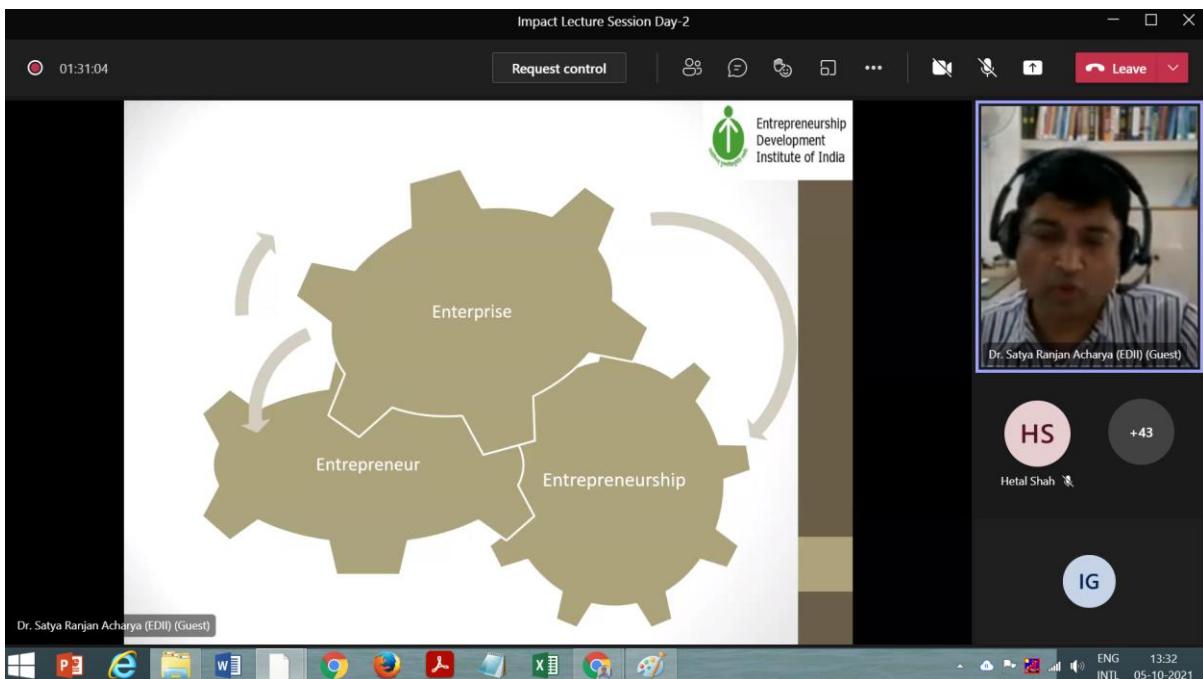 Impact Lecture Session Day-2
01:31:04
Request control
Leave
Entrepreneurship
Development
Institute of India
Enterprise
Entrepreneur
Entrepreneurship
Dr. Satya Ranjan Acharya (EDII) (Guest)
HS
+43
Hetal Shah
IG
Dr. Satya Ranjan Acharya (EDII) (Guest)
ENG
13:32
INTL
05-10-2021